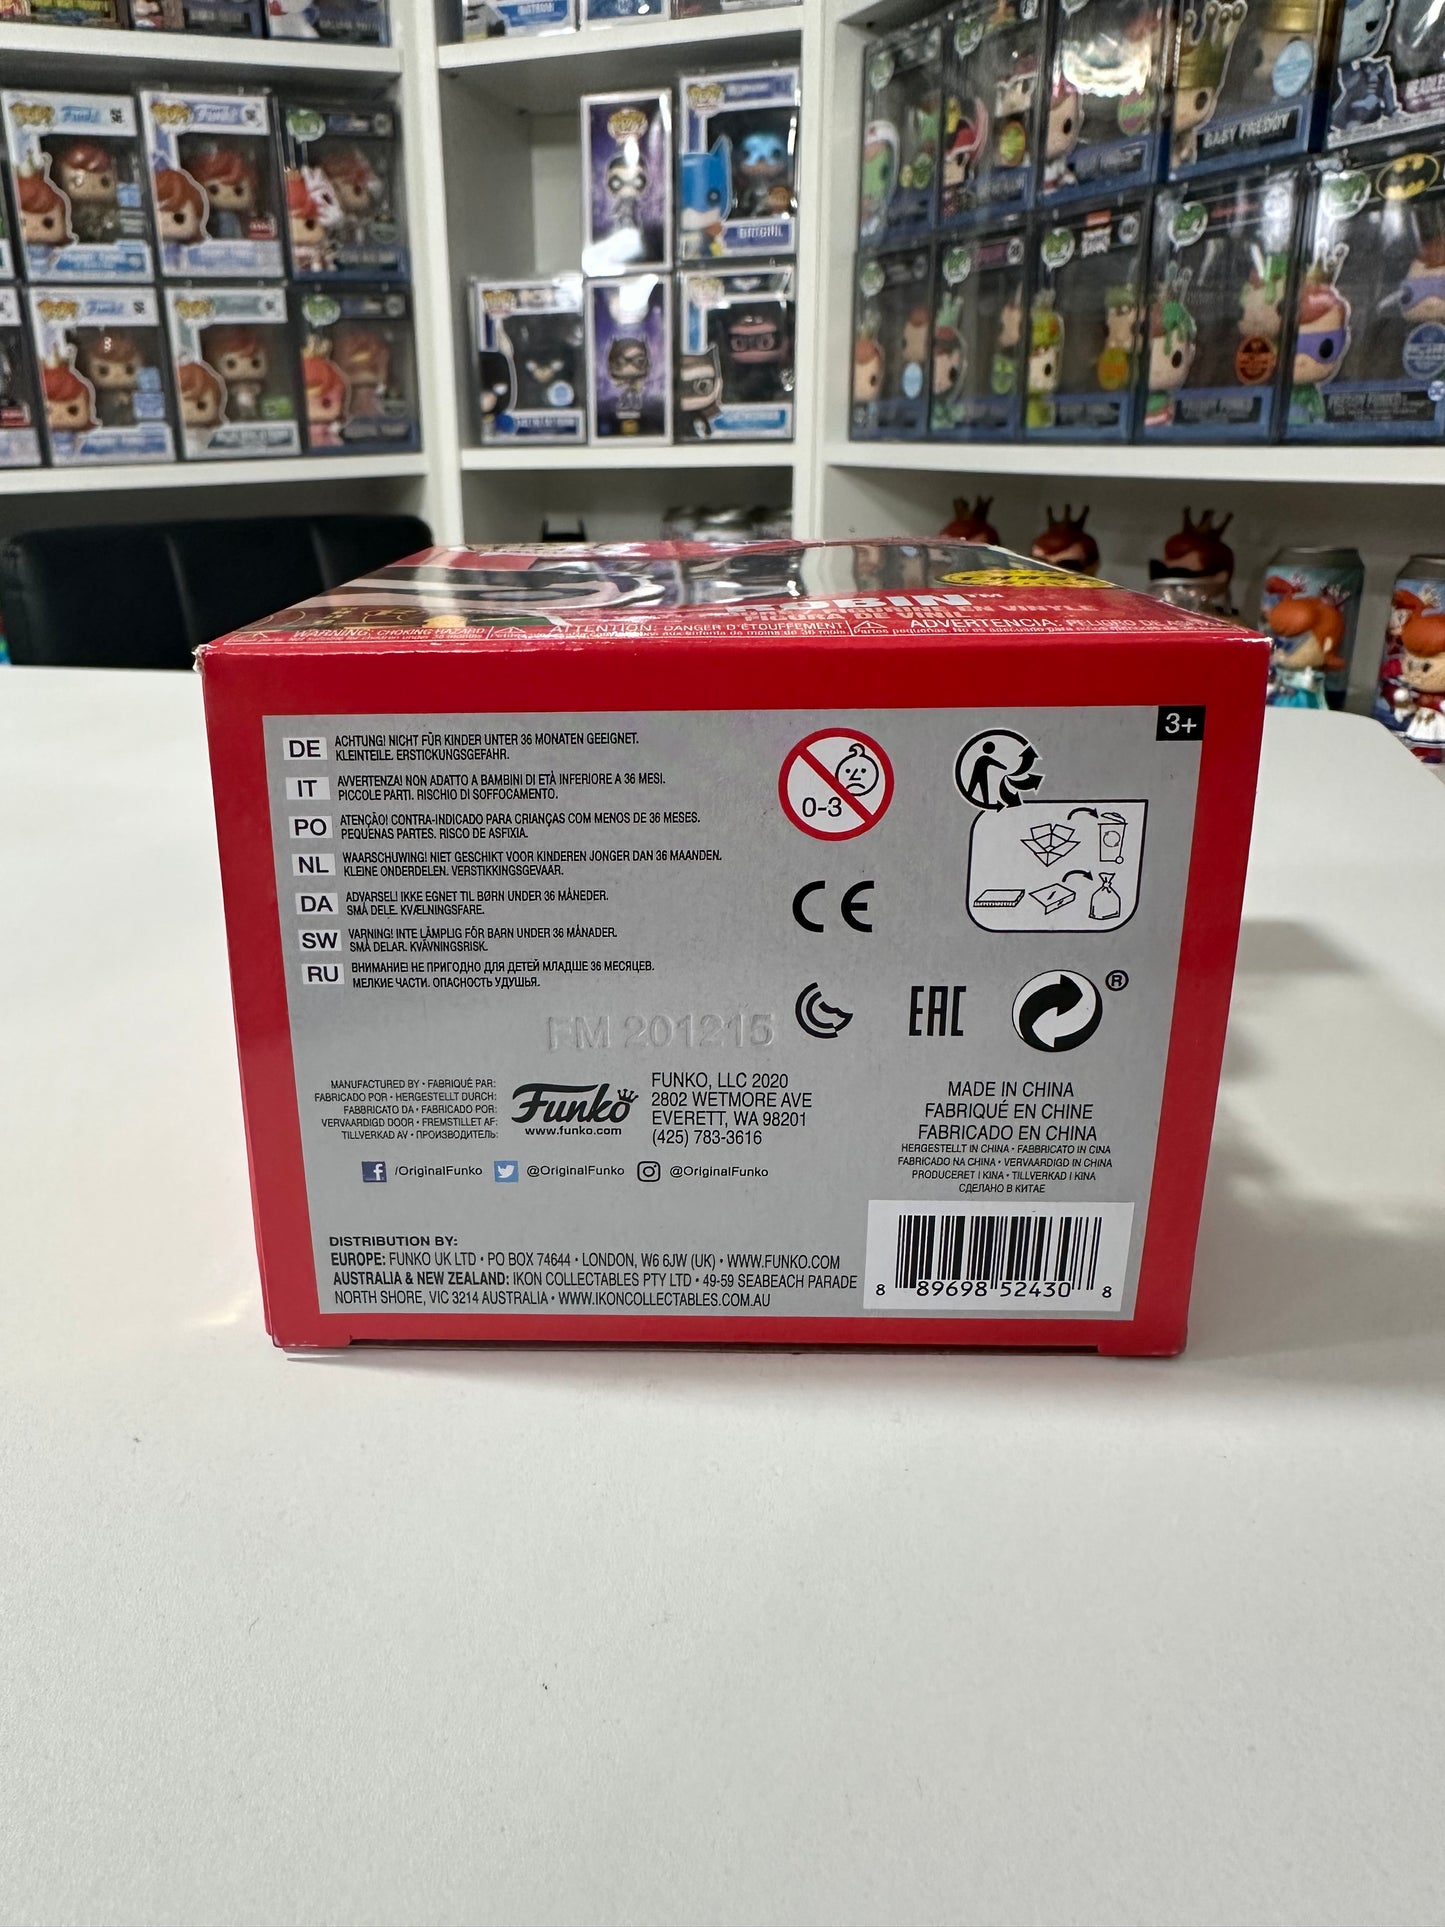 BABY FREDDY
ROBIN™
FIGURINE EN VINYLE
FIGURA DE VINIL
WARNING: CHOKING HAZARD
ATTENTION: DANGER D'ÉTOUFFEMENT
ADVERTENCIA: PELIGRO DE
3+
DE ACHTUNG! NICHT FÜR KINDER UNTER 36 MONATEN GEEIGNET.
KLEINTEILE. ERSTICKUNGSGEFAHR.
IT AVVERTENZA! NON ADATTO A BAMBINI DI ETÀ INFERIORE A 36 MESI.
PICCOLE PARTI. RISCHIO DI SOFFOCAMENTO.
PO ATENÇÃO! CONTRA-INDICADO PARA CRIANÇAS COM MENOS DE 36 MESES.
PEQUENAS PARTES. RISCO DE ASFIXIA.
NL WAARSCHUWING! NIET GESCHIKT VOOR KINDEREN JONGER DAN 36 MAANDEN.
KLEINE ONDERDELEN. VERSTIKKINGSGEVAAR.
DA ADVARSEL! IKKE EGNET TIL BØRN UNDER 36 MÅNEDER.
SMÅ DELE. KVÆLNINGSFARE.
SW VARNING! INTE LÄMPLIG FÖR BARN UNDER 36 MÅNADER.
SMÅ DELAR. KVÄVNINGSRISK.
RU ВНИМАНИЕ! НЕ ПРИГОДНО ДЛЯ ДЕТЕЙ МЛАДШЕ 36 МЕСЯЦЕВ.
МЕЛКИЕ ЧАСТИ. ОПАСНОСТЬ УДУШЬЯ.
0-3
CE
EAC
®
FM 201215
MANUFACTURED BY • FABRIQUÉ PAR:
FABRICADO POR • HERGESTELLT DURCH:
FABBRICATO DA • FABRICADO POR:
VERVAARDIGD DOOR • FREMSTILLET AF:
TILLVERKAD AV • ПРОИЗВОДИТЕЛЬ:
Funko
www.funko.com
FUNKO, LLC 2020
2802 WETMORE AVE
EVERETT, WA 98201
(425) 783-3616
MADE IN CHINA
FABRIQUÉ EN CHINE
FABRICADO EN CHINA
HERGESTELLT IN CHINA • FABBRICATO IN CINA
FABRICADO NA CHINA • VERVAARDIGD IN CHINA
PRODUCERET I KINA • TILLVERKAD I KINA
СДЕЛАНО В КИТАЕ
/OriginalFunko @OriginalFunko @OriginalFunko
DISTRIBUTION BY:
EUROPE: FUNKO UK LTD • PO BOX 74644 • LONDON, W6 6JW (UK) • WWW.FUNKO.COM
AUSTRALIA & NEW ZEALAND: IKON COLLECTABLES PTY LTD • 49-59 SEABEACH PARADE
NORTH SHORE, VIC 3214 AUSTRALIA • WWW.IKONCOLLECTABLES.COM.AU
8 89698 52430 8